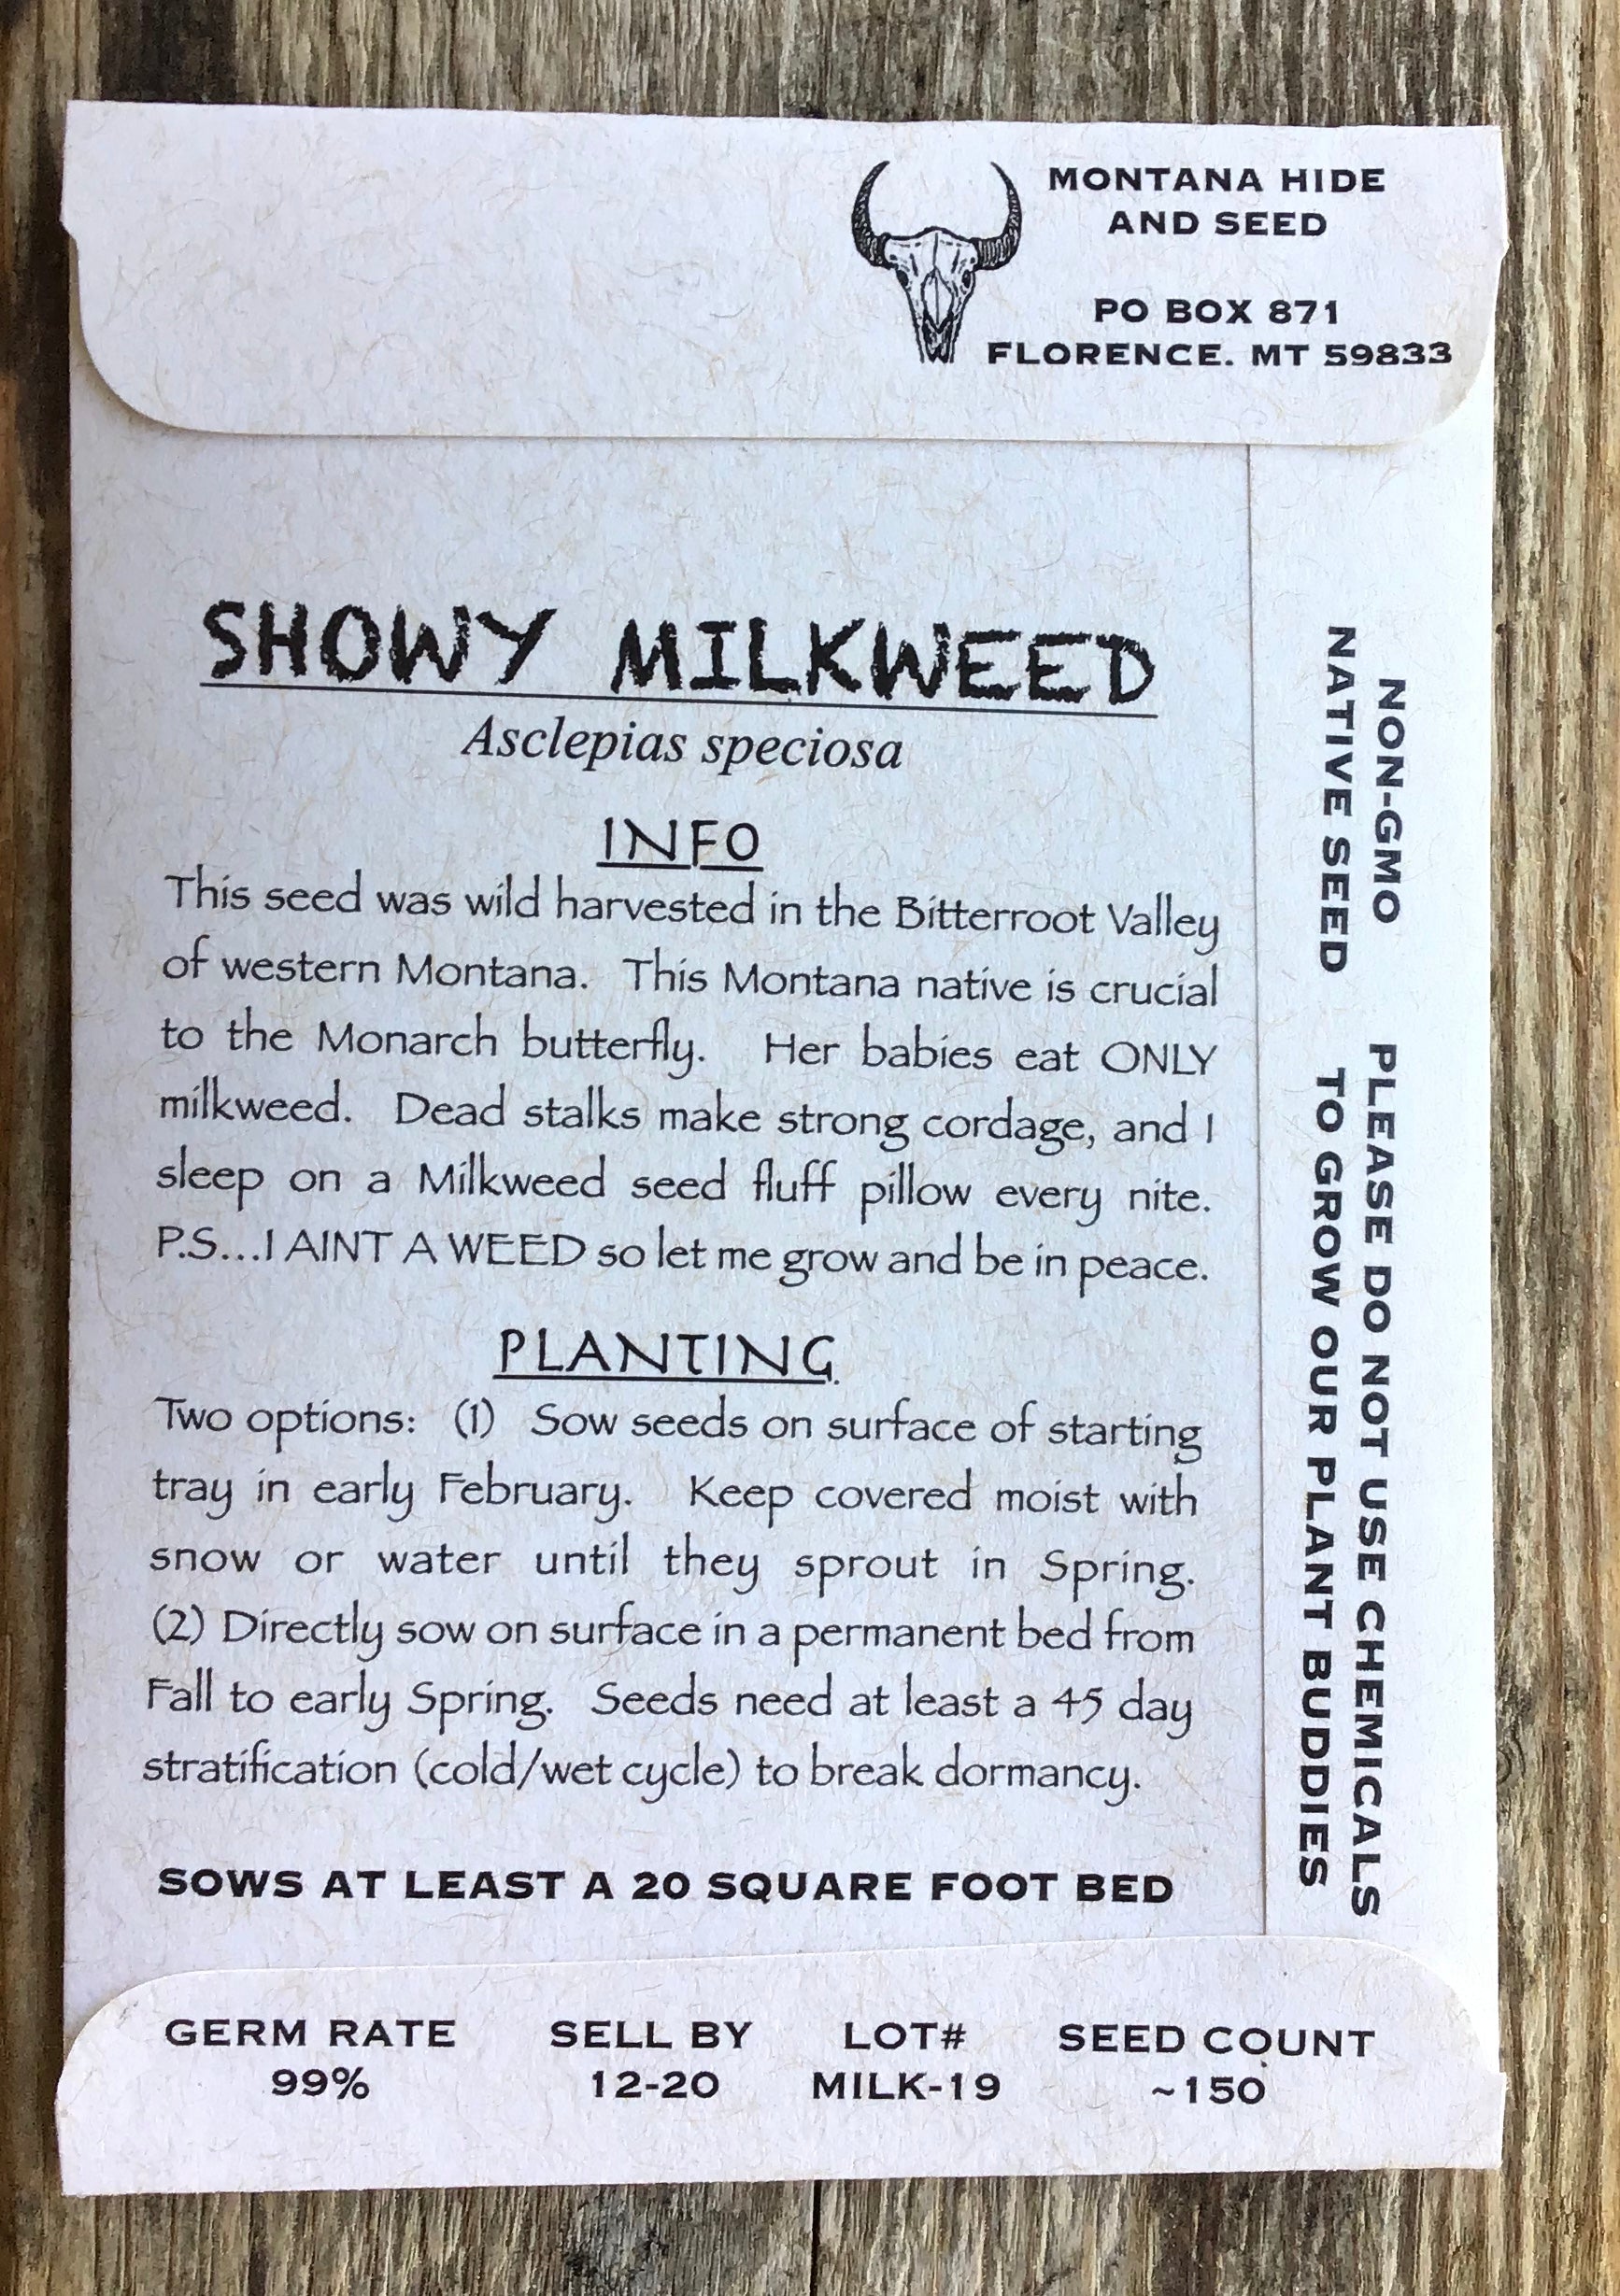 MONTANA HIDE
AND SEED
PO BOX 871
FLORENCE. MT 59833
SHOWY MILKWEED
Asclepias speciosa
INFO
This seed was wild harvested in the Bitterroot Valley
of western Montana. This Montana native is crucial
to the Monarch butterfly. Her babies eat ONLY
milkweed. Dead stalks make strong cordage, and I
sleep on a Milkweed seed fluff pillow every nite.
P.S...I AINT A WEED so let me grow and be in peace.
PLANTING
Two options: (1) Sow seeds on surface of starting
tray in early February. Keep covered moist with
snow or water until they sprout in Spring.
(2) Directly sow on surface in a permanent bed from
Fall to early Spring. Seeds need at least a 45 day
stratification (cold/wet cycle) to break dormancy.
SOWS AT LEAST A 20 SQUARE FOOT BED
NON-GMO
NATIVE SEED
PLEASE DO NOT USE CHEMICALS
TO GROW OUR PLANT BUDDIES
GERM RATE SELL BY LOT# SEED COUNT
99% 12-20 MILK-19 ~150